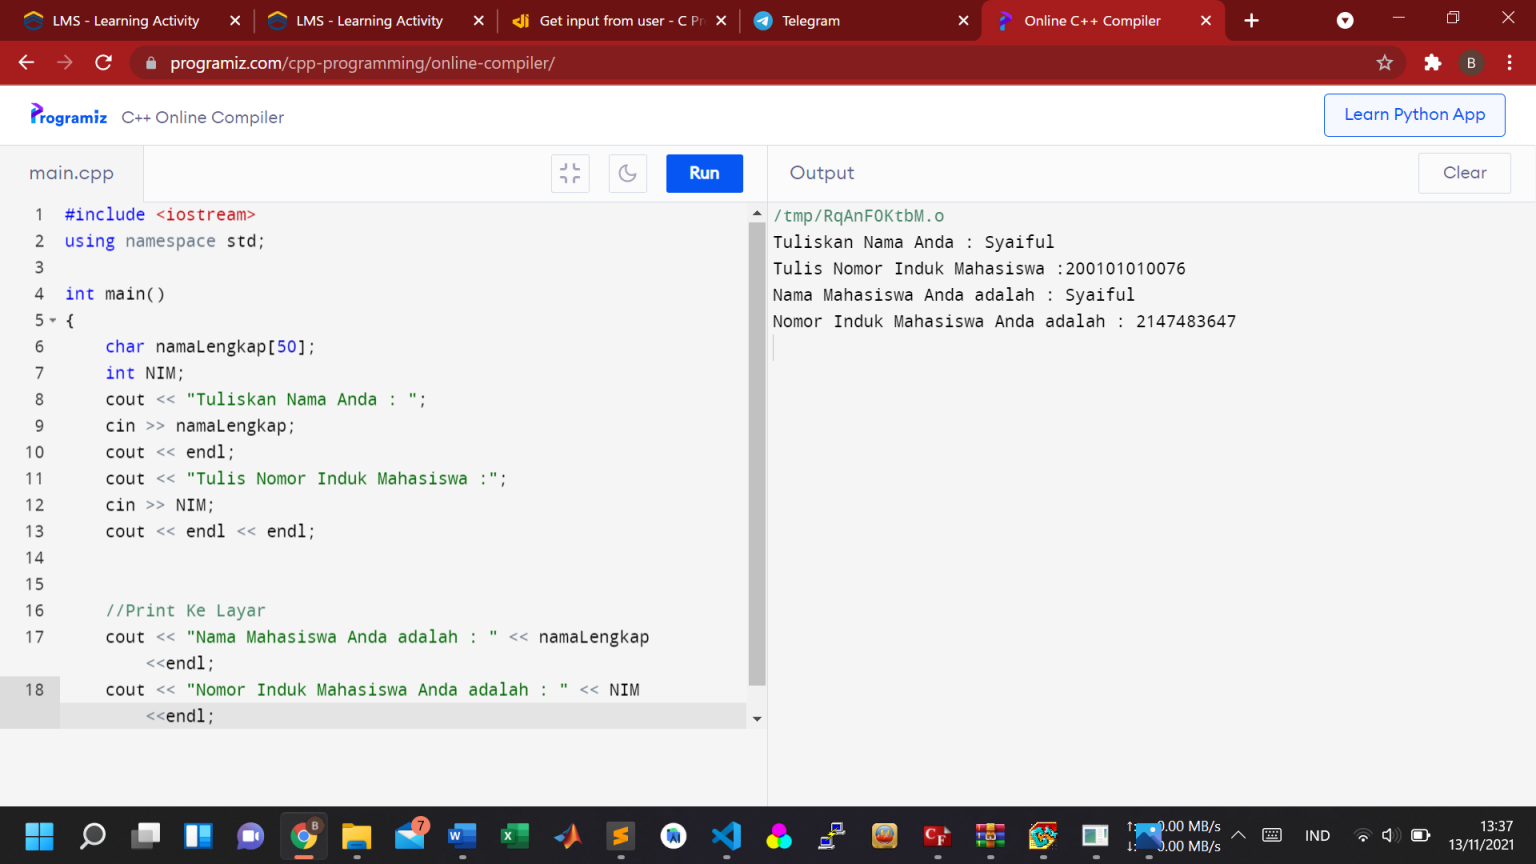 LMS - Learning Activity
LMS - Learning Activity
Get input from user - C Pr
Telegram
Online C++ Compiler
programiz.com/cpp-programming/online-compiler/
B
Programiz
C++ Online Compiler
Learn Python App
main.cpp
Run
Output
Clear
1 #include <iostream>
2 using namespace std;
3
4 int main()
5 {
6 char namaLengkap[50];
7 int NIM;
8 cout << "Tuliskan Nama Anda : ";
9 cin >> namaLengkap;
10 cout << endl;
11 cout << "Tulis Nomor Induk Mahasiswa :";
12 cin >> NIM;
13 cout << endl << endl;
14
15
16 //Print Ke Layar
17 cout << "Nama Mahasiswa Anda adalah : " << namaLengkap
<<endl;
18 cout << "Nomor Induk Mahasiswa Anda adalah : " << NIM
<<endl;
/tmp/RqAnFOKtbM.o
Tuliskan Nama Anda : Syaiful
Tulis Nomor Induk Mahasiswa :200101010076
Nama Mahasiswa Anda adalah : Syaiful
Nomor Induk Mahasiswa Anda adalah : 2147483647
B
7
0.00 MB/s
0.00 MB/s
IND
13:37
13/11/2021